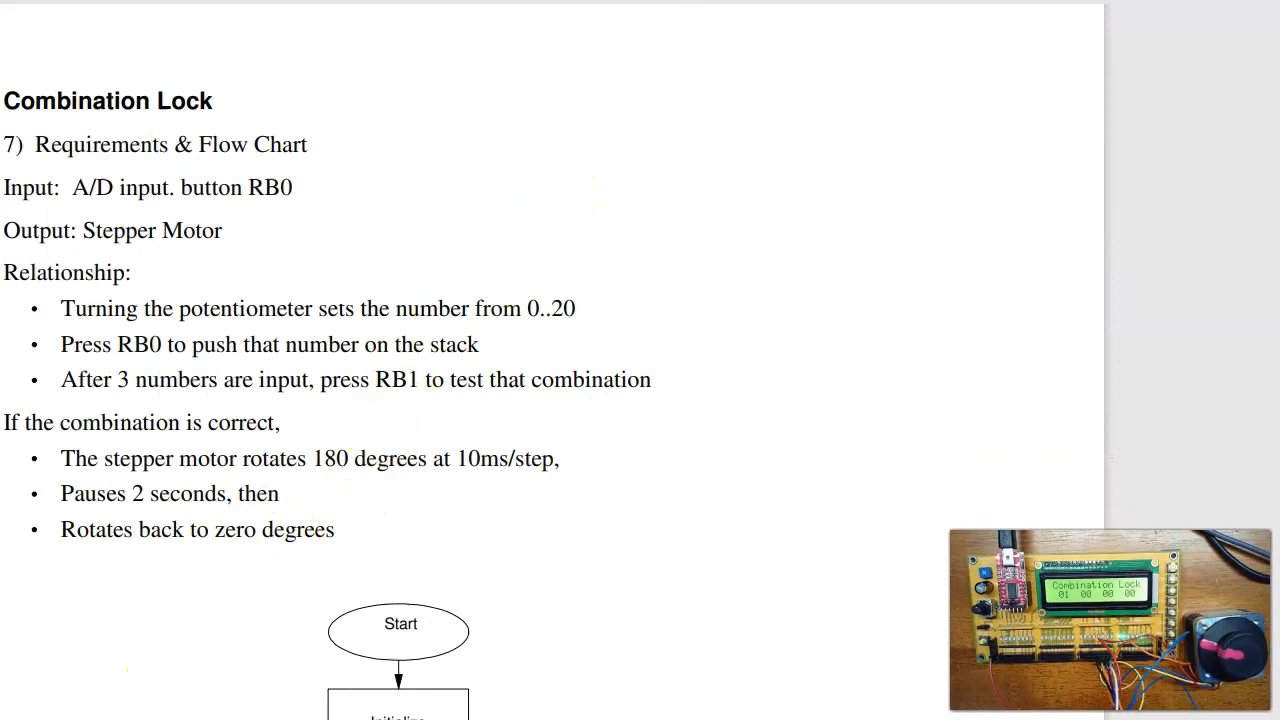 Combination Lock
7) Requirements & Flow Chart
Input: A/D input. button RB0
Output: Stepper Motor
Relationship:
• Turning the potentiometer sets the number from 0..20
• Press RB0 to push that number on the stack
• After 3 numbers are input, press RB1 to test that combination
If the combination is correct,
• The stepper motor rotates 180 degrees at 10ms/step,
• Pauses 2 seconds, then
• Rotates back to zero degrees
Start
Initialize
Combination Lock
01 00 00 00